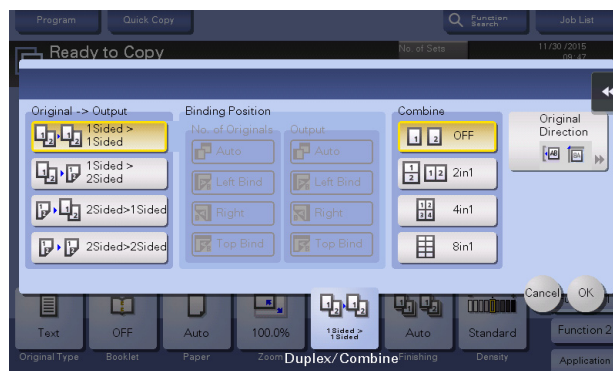 Program
Quick Copy
Function
Search
Job List
Ready to Copy
No. of Sets
11/30 /2015
09:47
Original -> Output
Binding Position
Combine
Original
Direction
No. of Originals
Output
1Sided >
1Sided
Auto
Auto
OFF
1Sided >
2Sided
Left Bind
Left Bind
2in1
2Sided>1Sided
Right
Right
4in1
2Sided>2Sided
Top Bind
Top Bind
8in1
Cancel
OK
Text
OFF
Auto
100.0%
1Sided >
1Sided
Auto
Standard
Function 2
Original Type
Booklet
Paper
Zoom
Duplex/Combine
Finishing
Density
Application